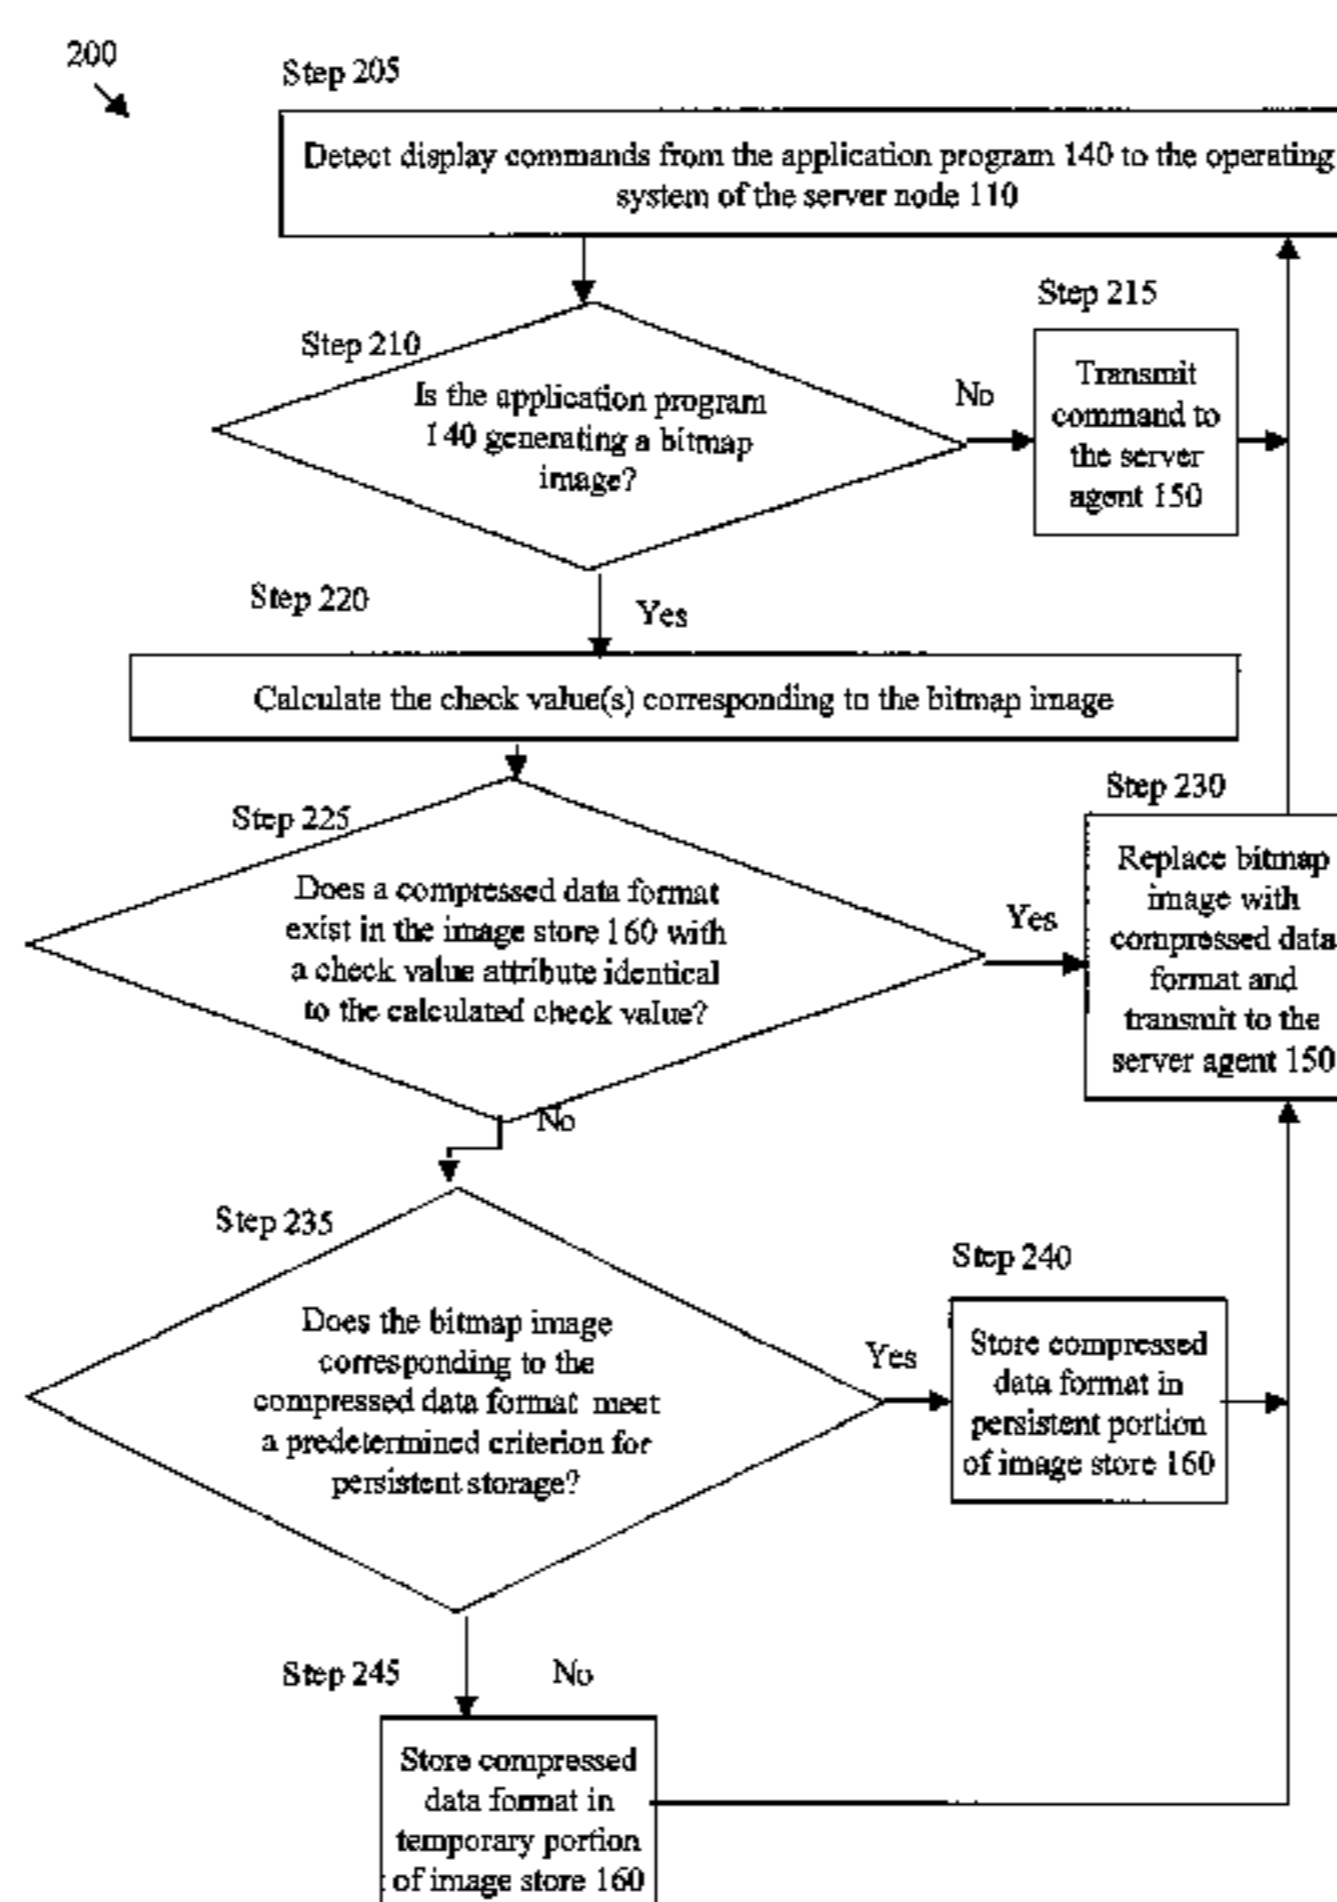 200
Step 205
Detect display commands from the application program 140 to the operating
system of the server node 110
Step 210
Is the application program
140 generating a bitmap
image?
No
Step 215
Transmit
command to
the server
agent 150
Step 220
Yes
Calculate the check value(s) corresponding to the bitmap image
Step 225
Does a compressed data format
exist in the image store 160 with
a check value attribute identical
to the calculated check value?
Yes
Step 230
Replace bitmap
image with
compressed data
format and
transmit to the
server agent 150
No
Step 235
Does the bitmap image
corresponding to the
compressed data format meet
a predetermined criterion for
persistent storage?
Yes
Step 240
Store compressed
data format in
persistent portion
of image store 160
Step 245
No
Store compressed
data format in
temporary portion
of image store 160